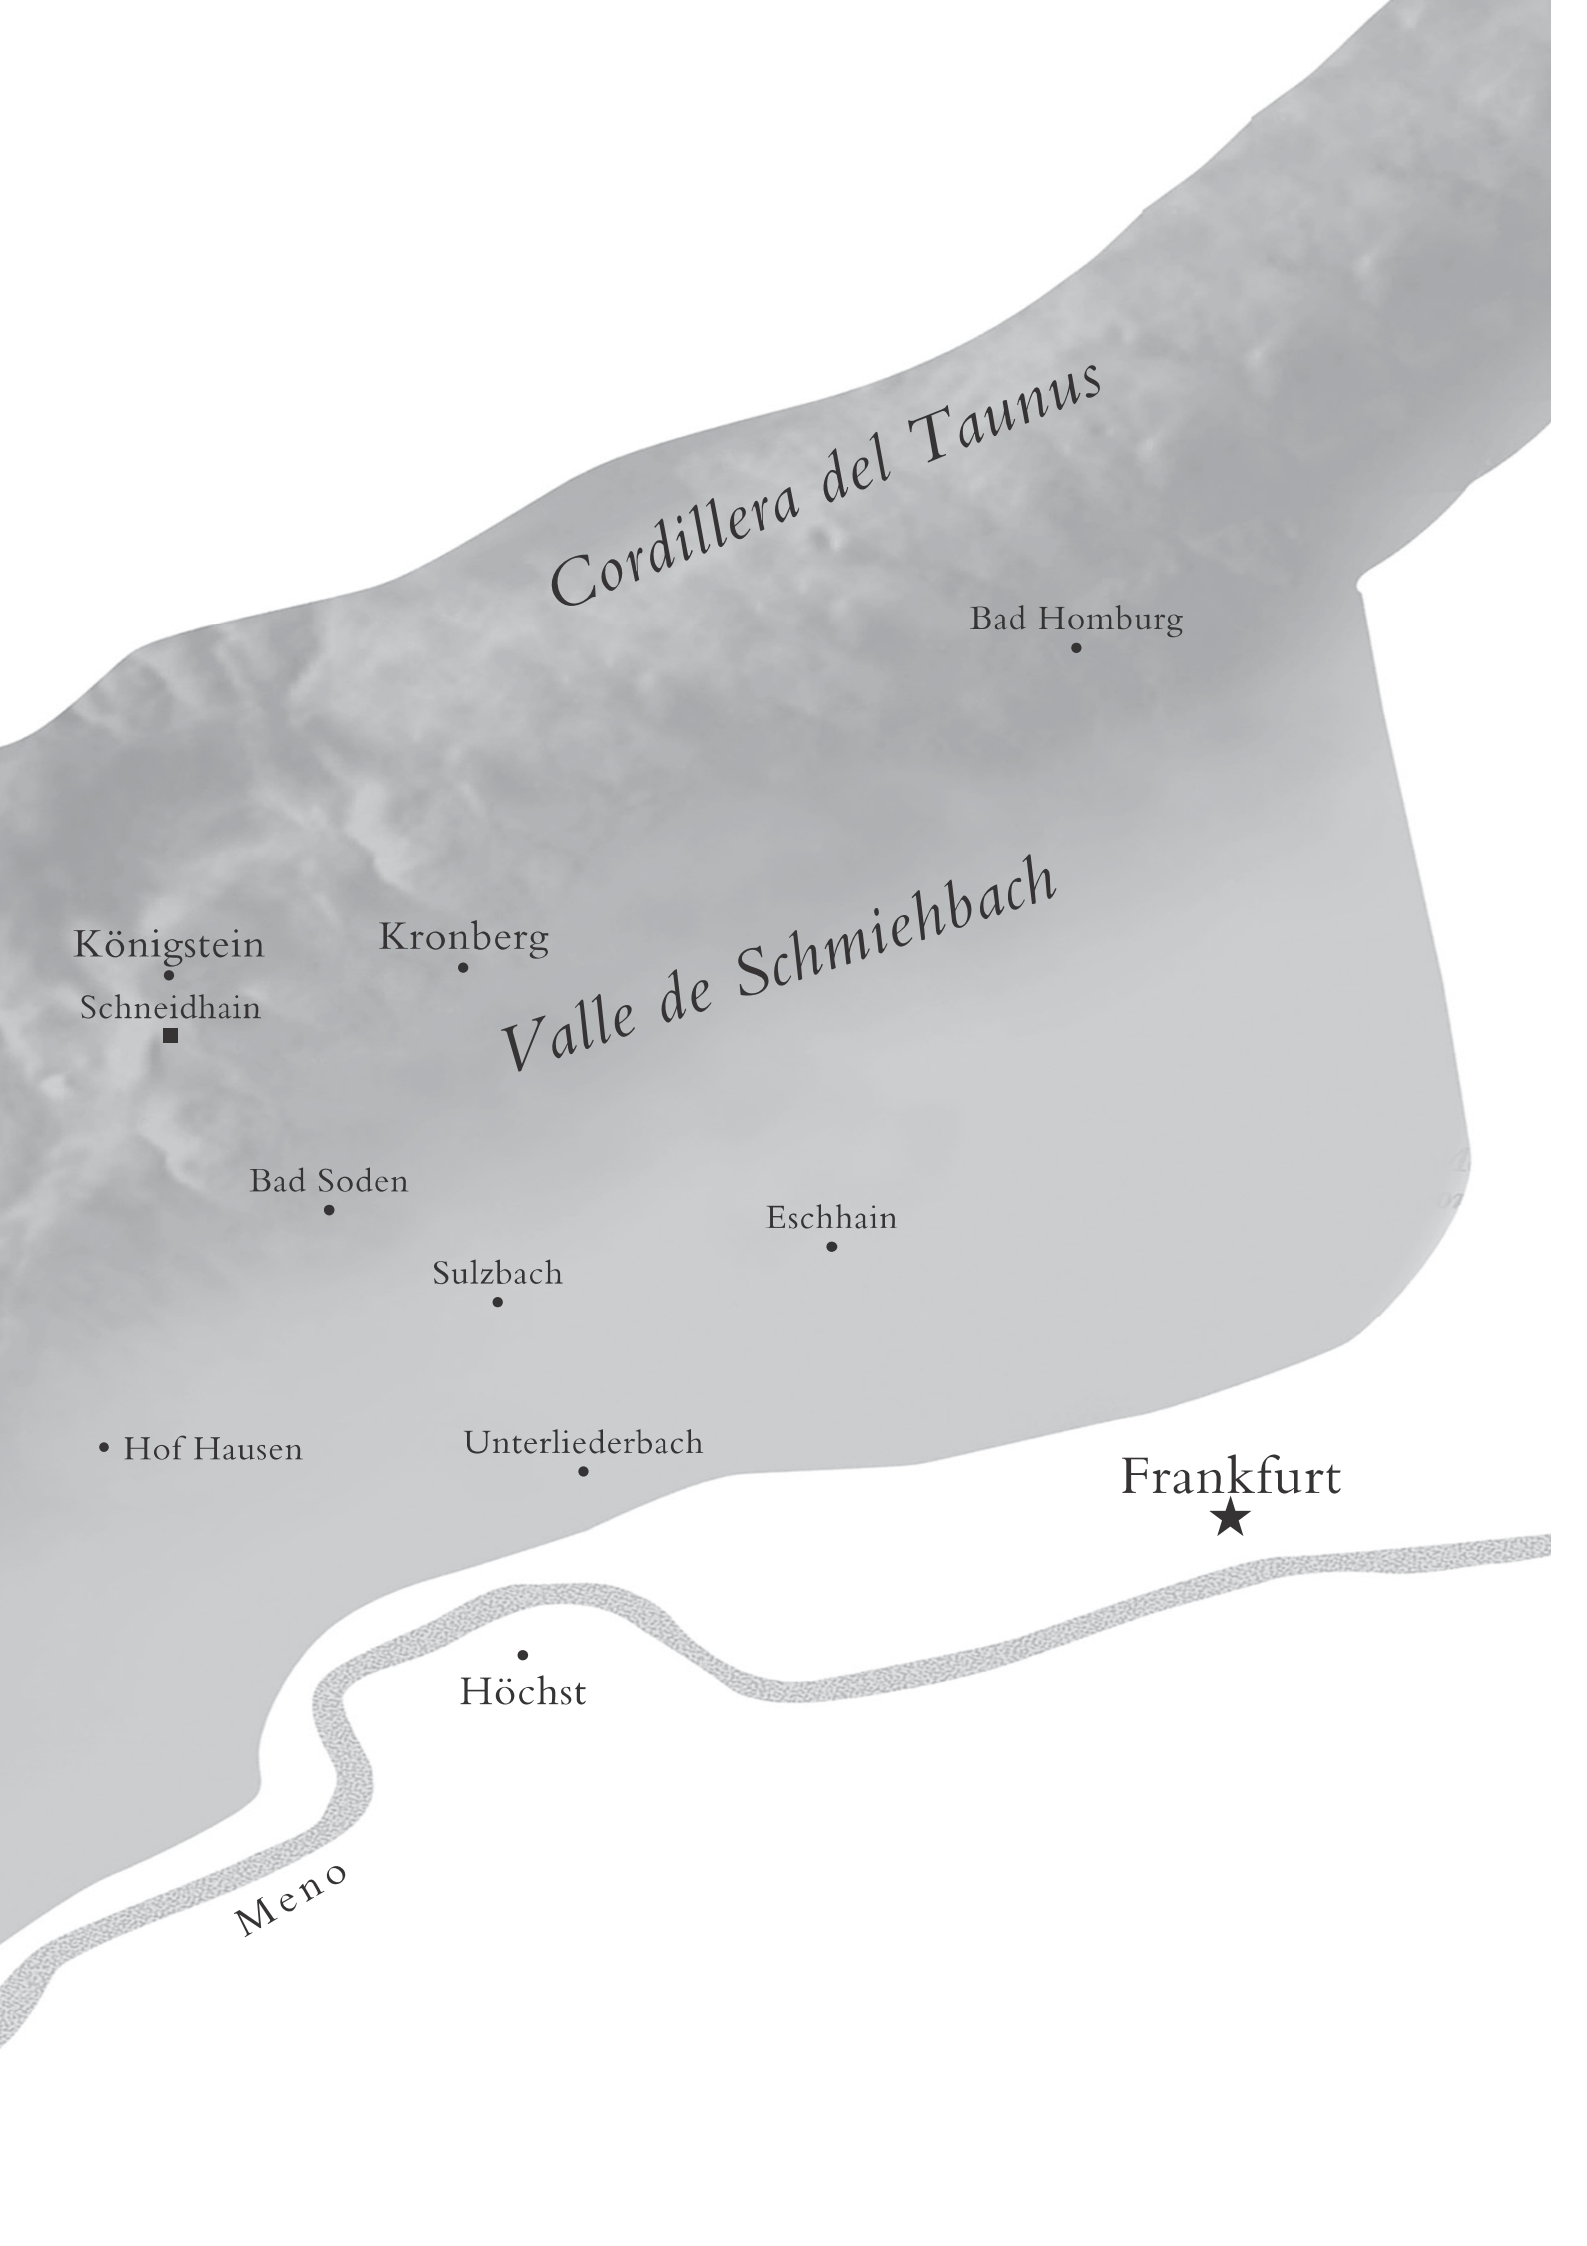 Cordillera del Taunus
Bad Homburg
Valle de Schmiehbach
Königstein
Kronberg
Schneidhain
Bad Soden
Eschhain
Sulzbach
Hof Hausen
Unterliederbach
Frankfurt
Höchst
Meno